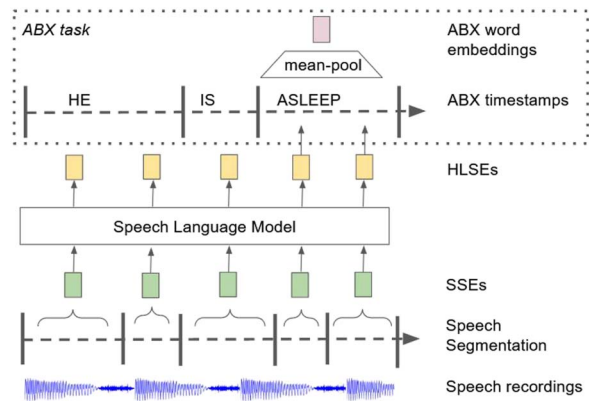 ABX task
ABX word
embeddings
mean-pool
HE
IS
ASLEEP
ABX timestamps
HLSEs
Speech Language Model
SSEs
Speech
Segmentation
Speech recordings